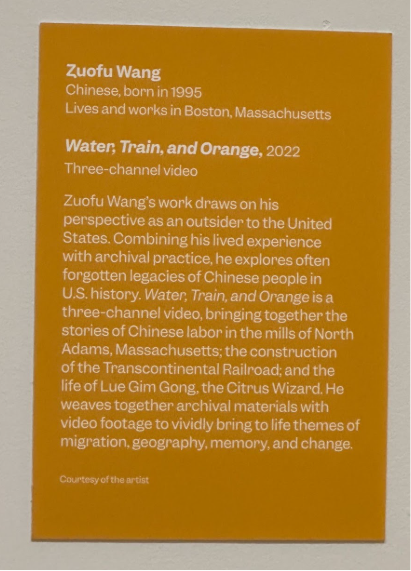 Zuofu Wang
Chinese, born in 1995
Lives and works in Boston, Massachusetts
Water, Train, and Orange, 2022
Three-channel video
Zuofu Wang's work draws on his
perspective as an outsider to the United
States. Combining his lived experience
with archival practice, he explores often
forgotten legacies of Chinese people in
U.S. history. Water, Train, and Orange is a
three-channel video, bringing together the
stories of Chinese labor in the mills of North
Adams, Massachusetts; the construction
of the Transcontinental Railroad; and the
life of Lue Gim Gong, the Citrus Wizard. He
weaves together archival materials with
video footage to vividly bring to life themes of
migration, geography, memory, and change.
Courtesy of the artist